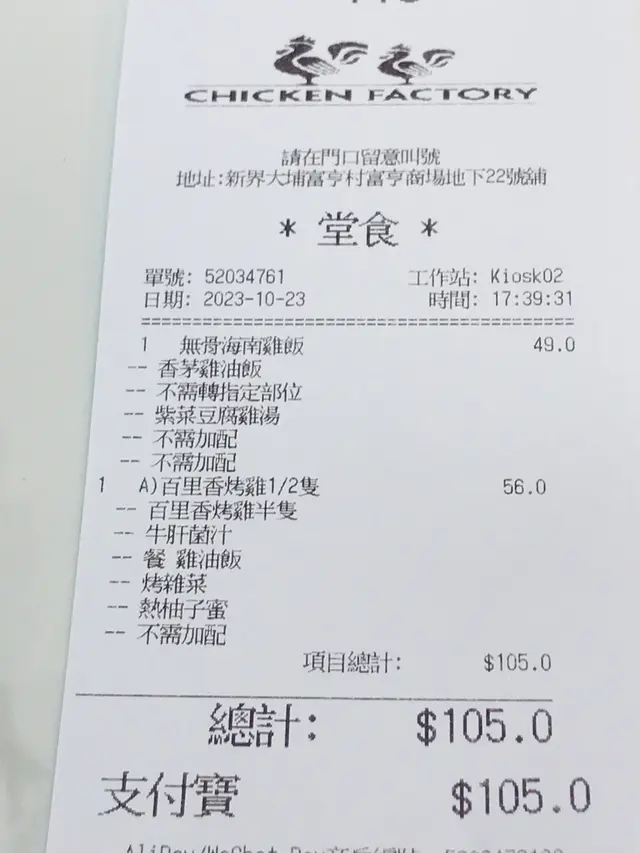 CHICKEN FACTORY
請在門口留意叫號
地址:新界大埔富亨村富亨商場地下22號舖
* 堂食 *
單號: 52034761 工作站: Kiosk02
日期: 2023-10-23 時間: 17:39:31
==============================================
1 無骨海南雞飯 49.0
-- 香茅雞油飯
-- 不需轉指定部位
-- 紫菜豆腐雞湯
-- 不需加配
-- 不需加配
1 A)百里香烤雞1/2隻 56.0
-- 百里香烤雞半隻
-- 牛肝菌汁
-- 餐 雞油飯
-- 烤雜菜
-- 熱柚子蜜
-- 不需加配
項目總計: $105.0
總計: $105.0
支付寶 $105.0